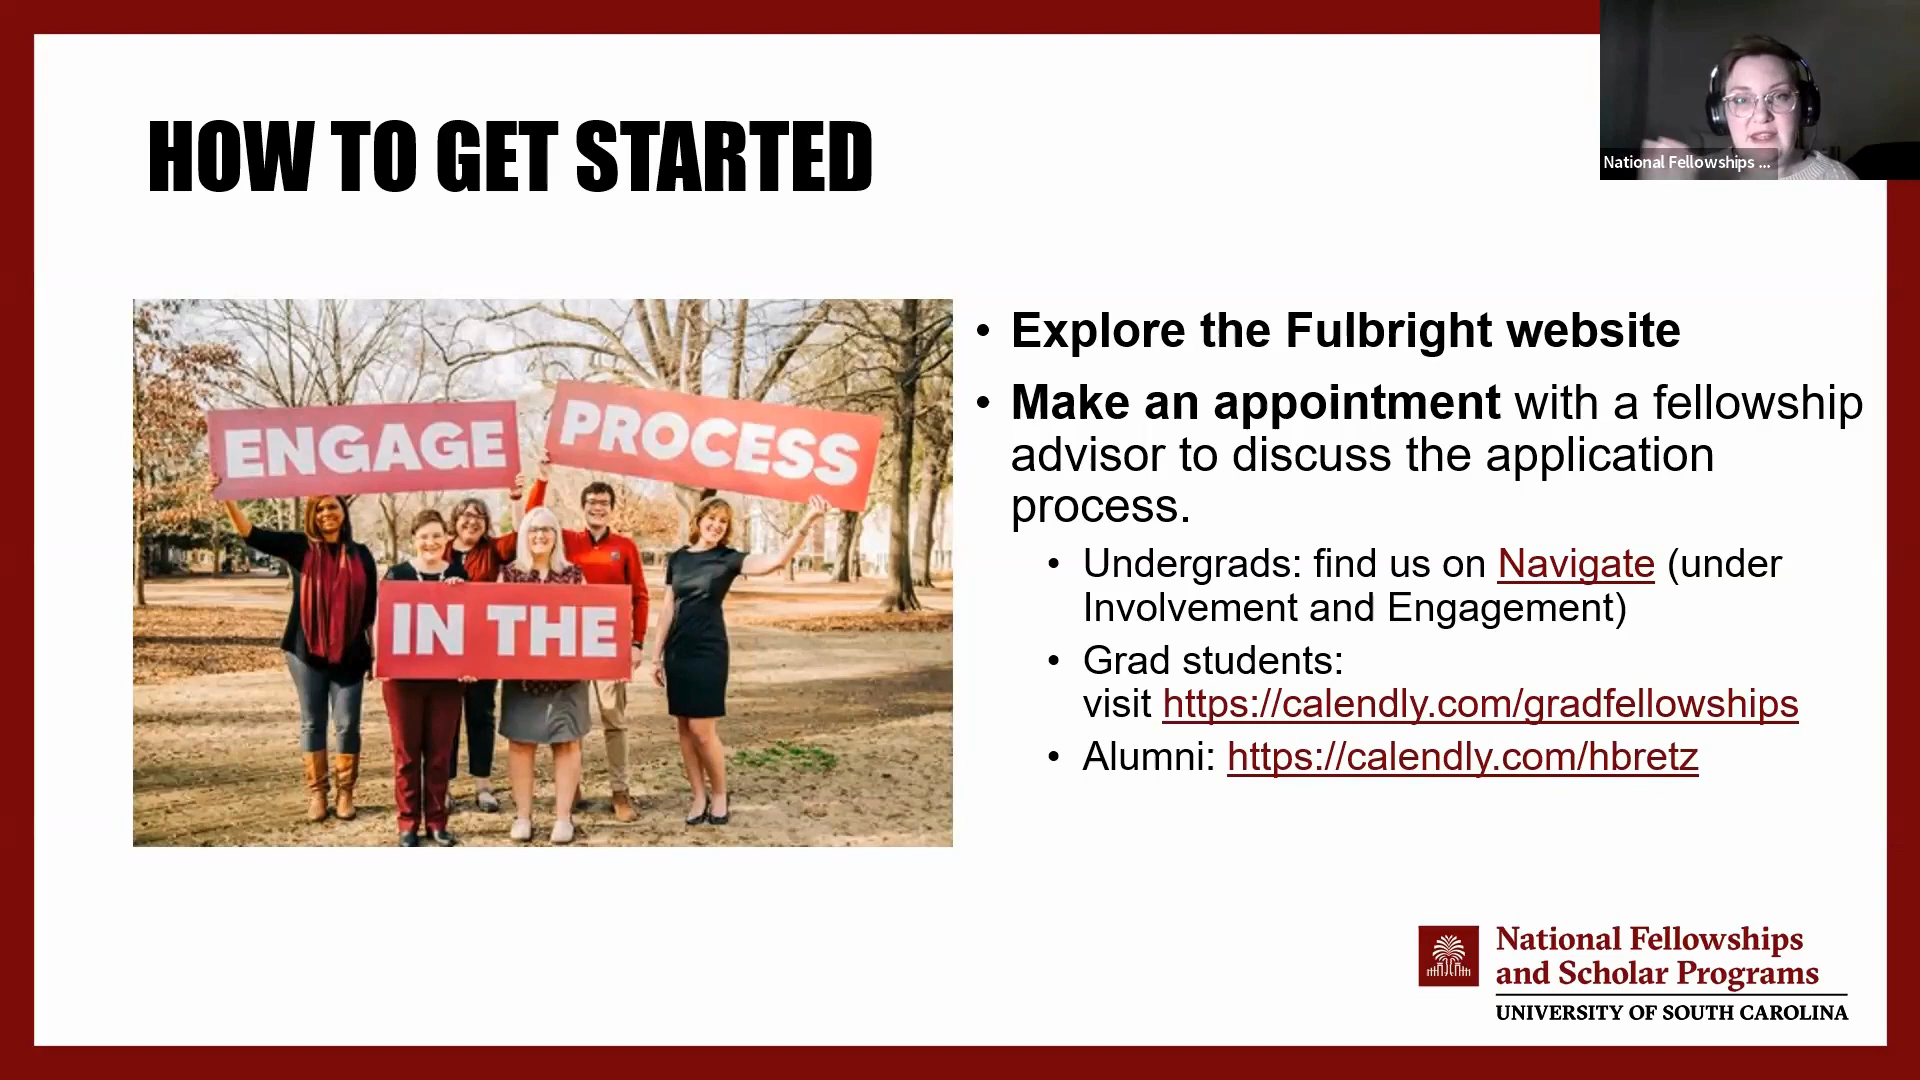 HOW TO GET STARTED
National Fellowships ...
ENGAGE
PROCESS
IN THE
• Explore the Fulbright website
• Make an appointment with a fellowship
advisor to discuss the application
process.
• Undergrads: find us on Navigate (under
Involvement and Engagement)
• Grad students:
visit https://calendly.com/gradfellowships
• Alumni: https://calendly.com/hbretz
National Fellowships
and Scholar Programs
UNIVERSITY OF SOUTH CAROLINA